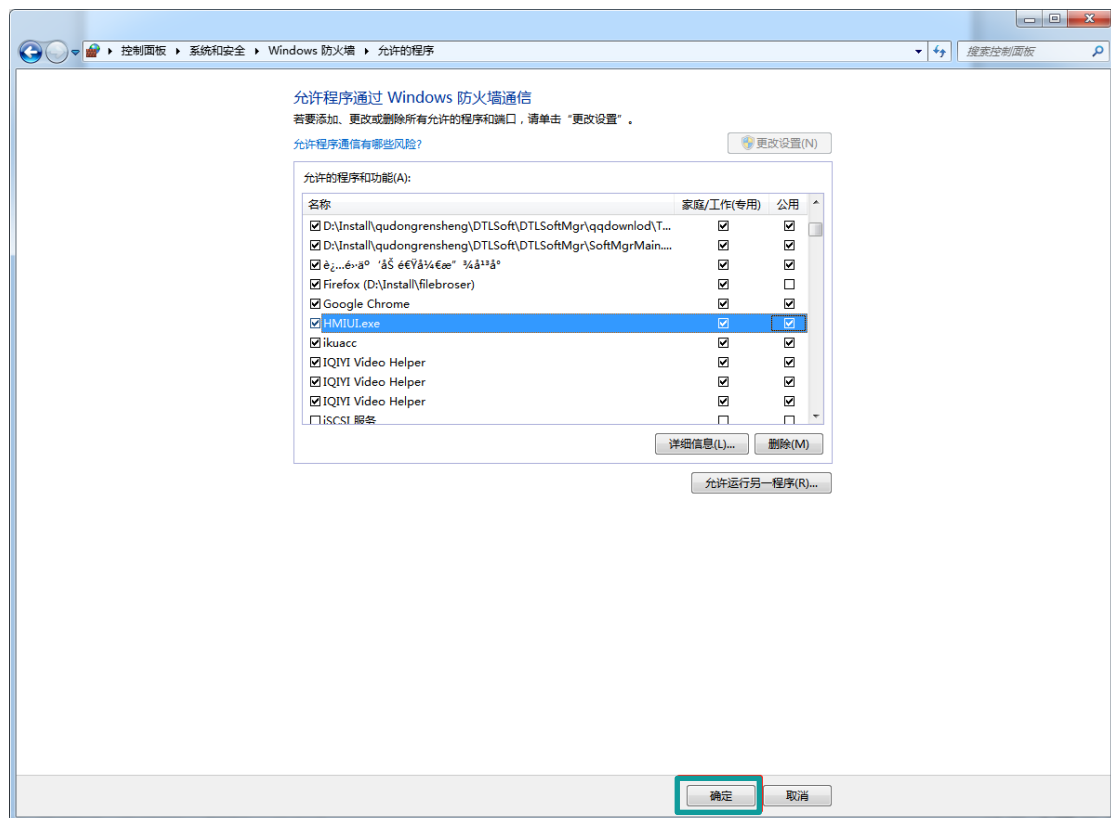 控制面板 ▸ 系统和安全 ▸ Windows 防火墙 ▸ 允许的程序
搜索控制面板
允许程序通过 Windows 防火墙通信
若要添加、更改或删除所有允许的程序和端口，请单击“更改设置”。
允许程序通信有哪些风险?
更改设置(N)
允许的程序和功能(A):
名称 家庭/工作(专用) 公用
D:\Install\qudongrensheng\DTLSoft\DTLSoftMgr\qqdownlod\T...
D:\Install\qudongrensheng\DTLSoft\DTLSoftMgr\SoftMgrMain....
Firefox (D:\Install\filebroser)
Google Chrome
HMIUI.exe
ikuacc
IQIYI Video Helper
IQIYI Video Helper
IQIYI Video Helper
iSCSI 服务
详细信息(L)... 删除(M)
允许运行另一程序(R)...
确定 取消